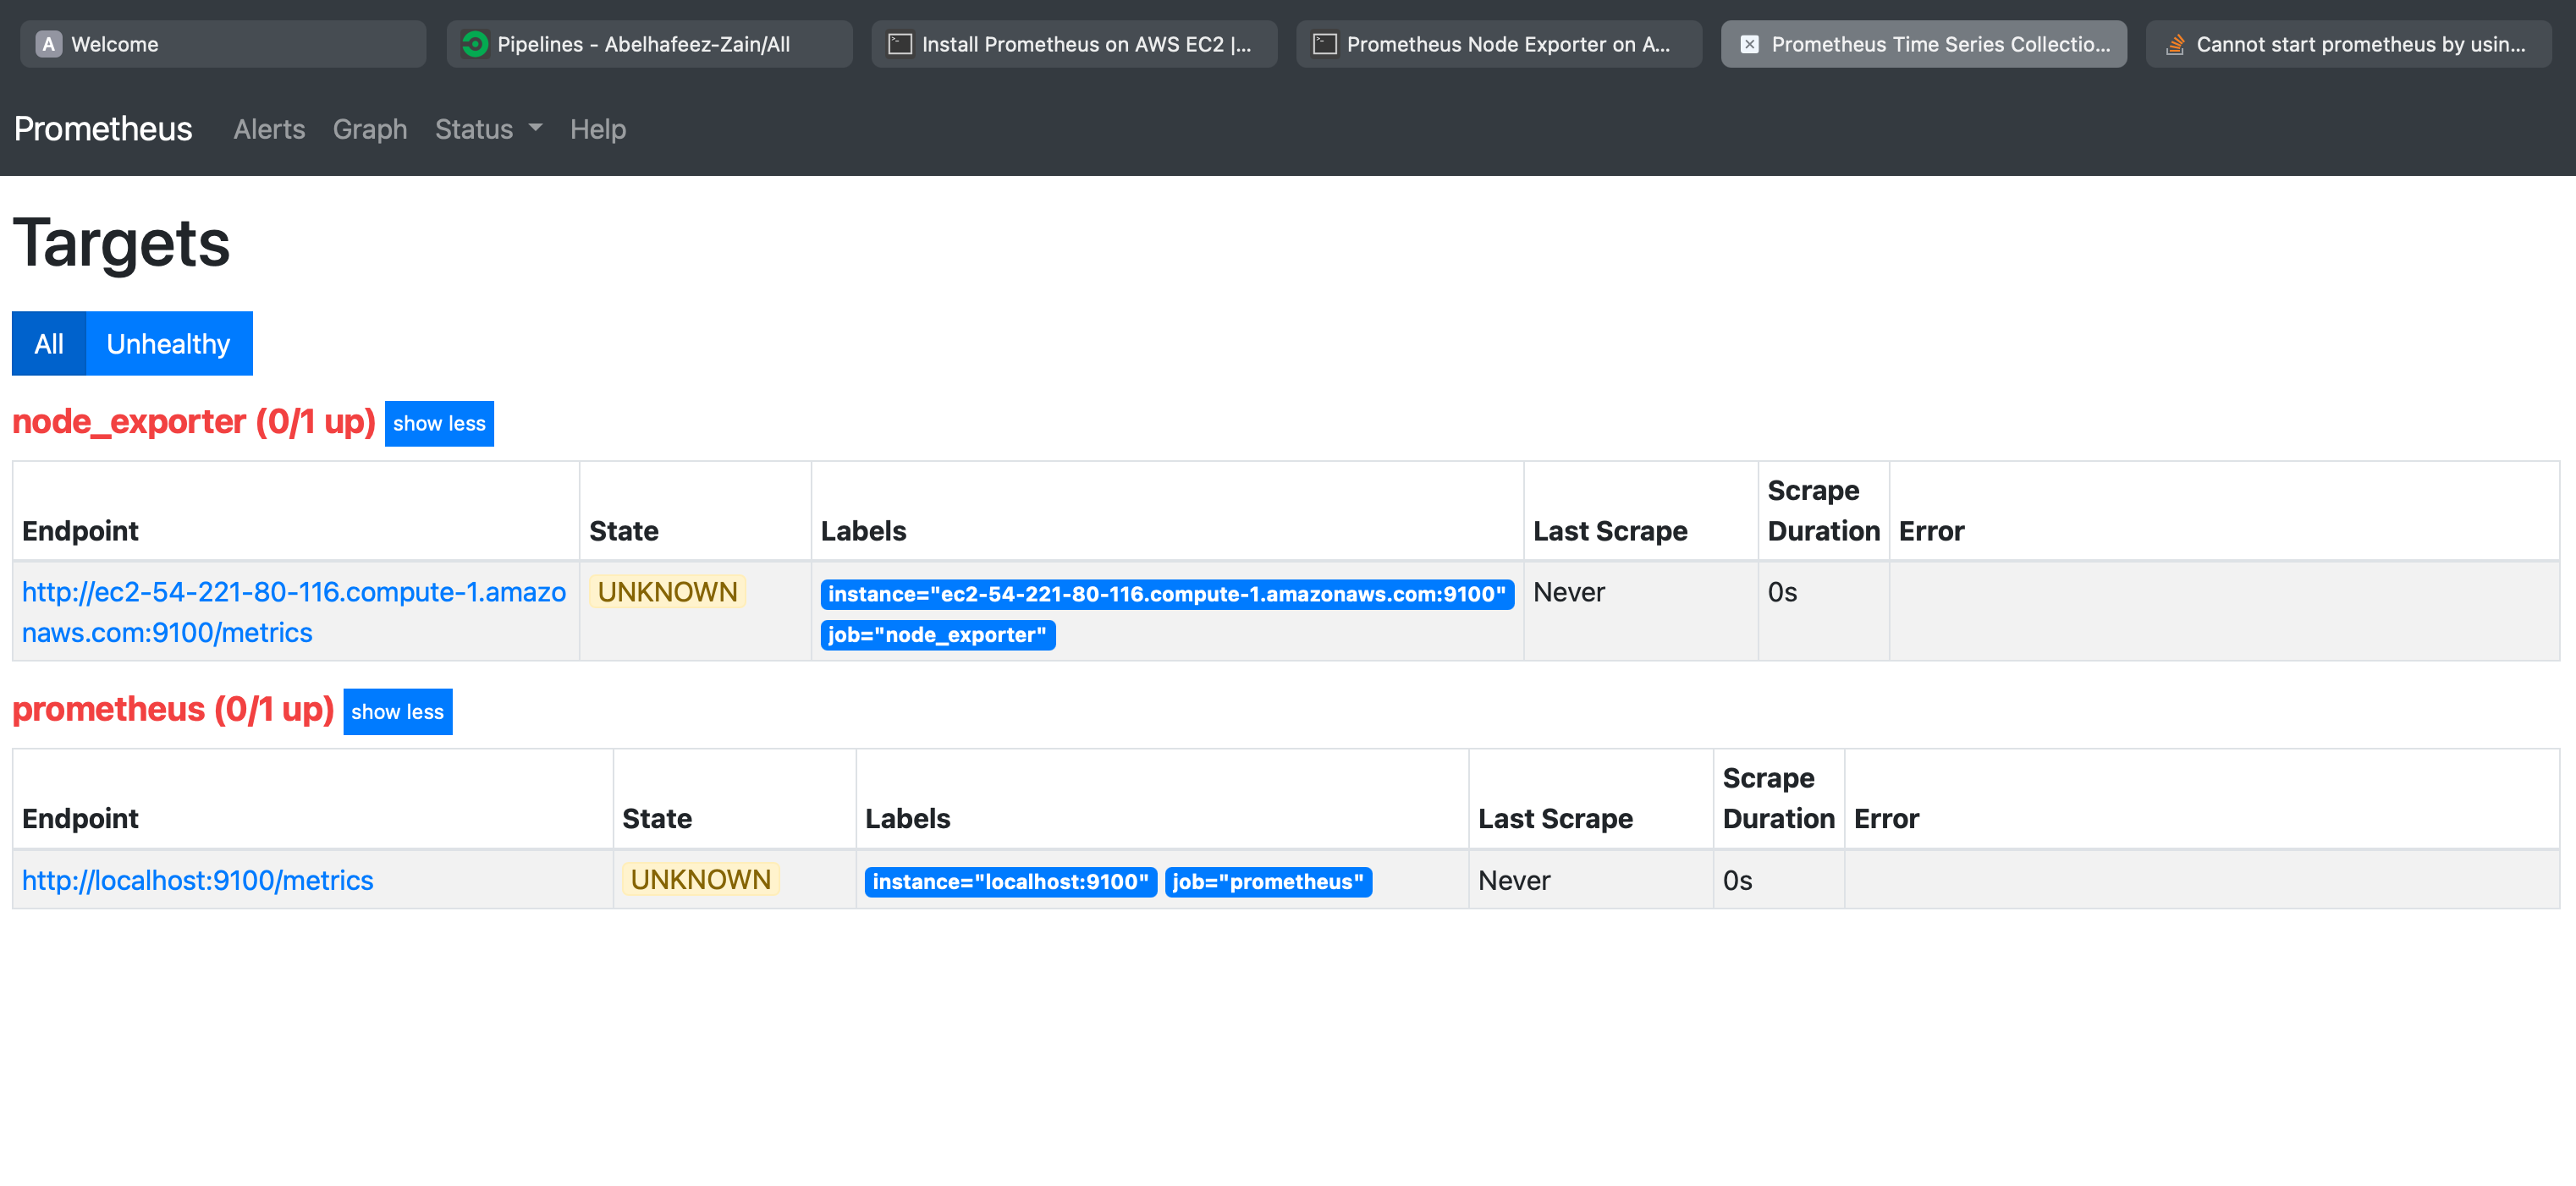 A Welcome
Pipelines - Abelhafeez-Zain/All
Install Prometheus on AWS EC2 |...
Prometheus Node Exporter on A...
Prometheus Time Series Collectio...
Cannot start prometheus by usin...
Prometheus Alerts Graph Status Help
Targets
All Unhealthy
node_exporter (0/1 up) show less
Endpoint State Labels Last Scrape Scrape Duration Error
http://ec2-54-221-80-116.compute-1.amazo
naws.com:9100/metrics
UNKNOWN
instance="ec2-54-221-80-116.compute-1.amazonaws.com:9100"
job="node_exporter"
Never
0s
prometheus (0/1 up) show less
Endpoint State Labels Last Scrape Scrape Duration Error
http://localhost:9100/metrics UNKNOWN instance="localhost:9100" job="prometheus" Never 0s